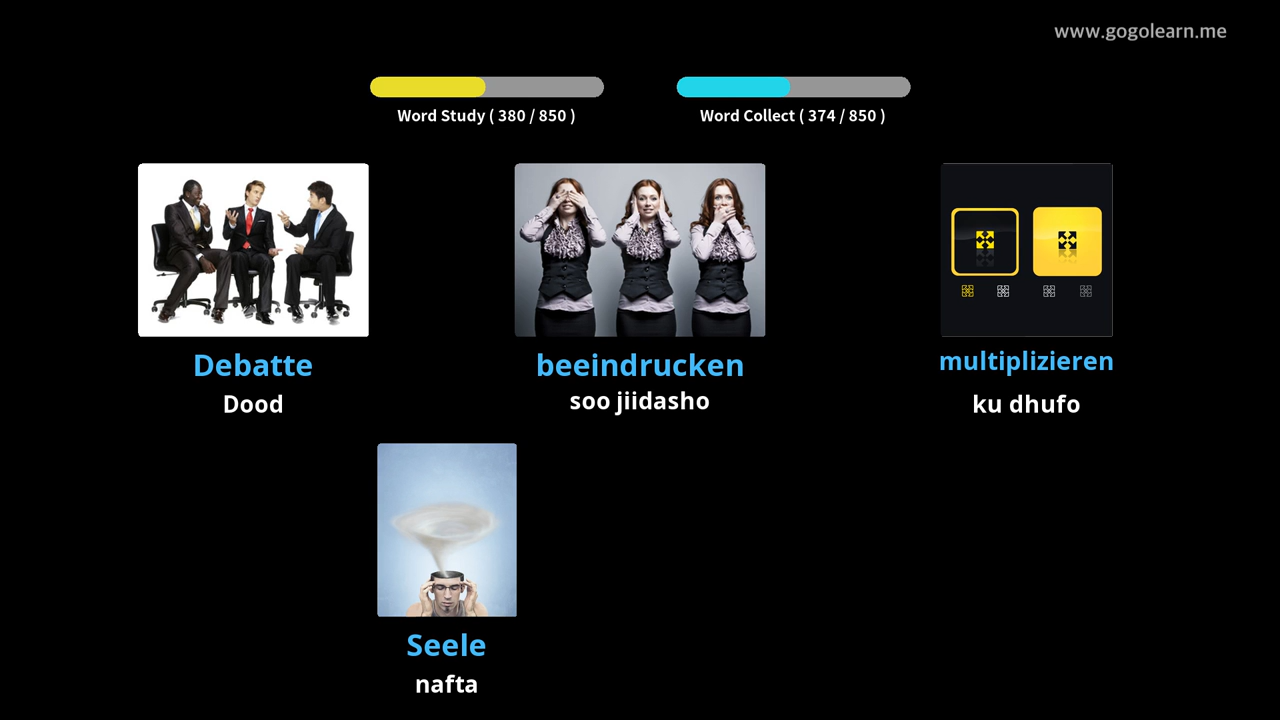 www.gogolearn.me
Word Study ( 380 / 850 )
Word Collect ( 374 / 850 )
Debatte
Dood
beeindrucken
soo jiidasho
multiplizieren
ku dhufo
Seele
nafta